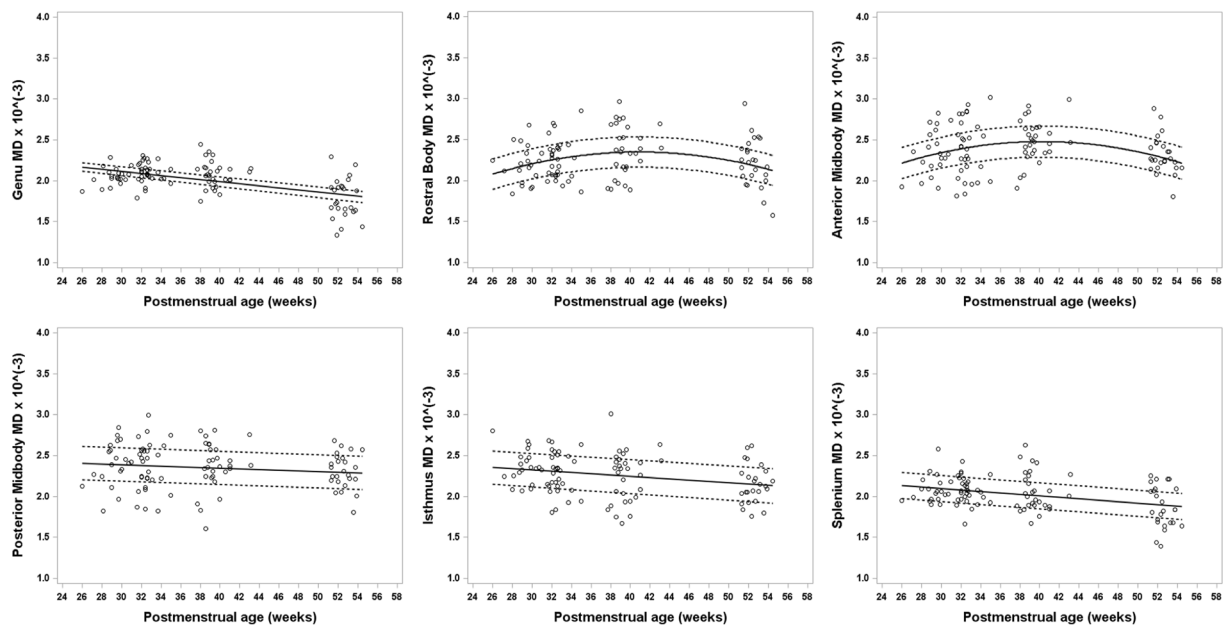 Genu MD x 10^(-3)
4.0
3.5
3.0
2.5
2.0
1.5
1.0
24 26 28 30 32 34 36 38 40 42 44 46 48 50 52 54 56 58
Postmenstrual age (weeks)
Rostral Body MD x 10^(-3)
4.0
3.5
3.0
2.5
2.0
1.5
1.0
24 26 28 30 32 34 36 38 40 42 44 46 48 50 52 54 56 58
Postmenstrual age (weeks)
Anterior Midbody MD x 10^(-3)
4.0
3.5
3.0
2.5
2.0
1.5
1.0
24 26 28 30 32 34 36 38 40 42 44 46 48 50 52 54 56 58
Postmenstrual age (weeks)
Posterior Midbody MD x 10^(-3)
4.0
3.5
3.0
2.5
2.0
1.5
1.0
24 26 28 30 32 34 36 38 40 42 44 46 48 50 52 54 56 58
Postmenstrual age (weeks)
Isthmus MD x 10^(-3)
4.0
3.5
3.0
2.5
2.0
1.5
1.0
24 26 28 30 32 34 36 38 40 42 44 46 48 50 52 54 56 58
Postmenstrual age (weeks)
Splenium MD x 10^(-3)
4.0
3.5
3.0
2.5
2.0
1.5
1.0
24 26 28 30 32 34 36 38 40 42 44 46 48 50 52 54 56 58
Postmenstrual age (weeks)